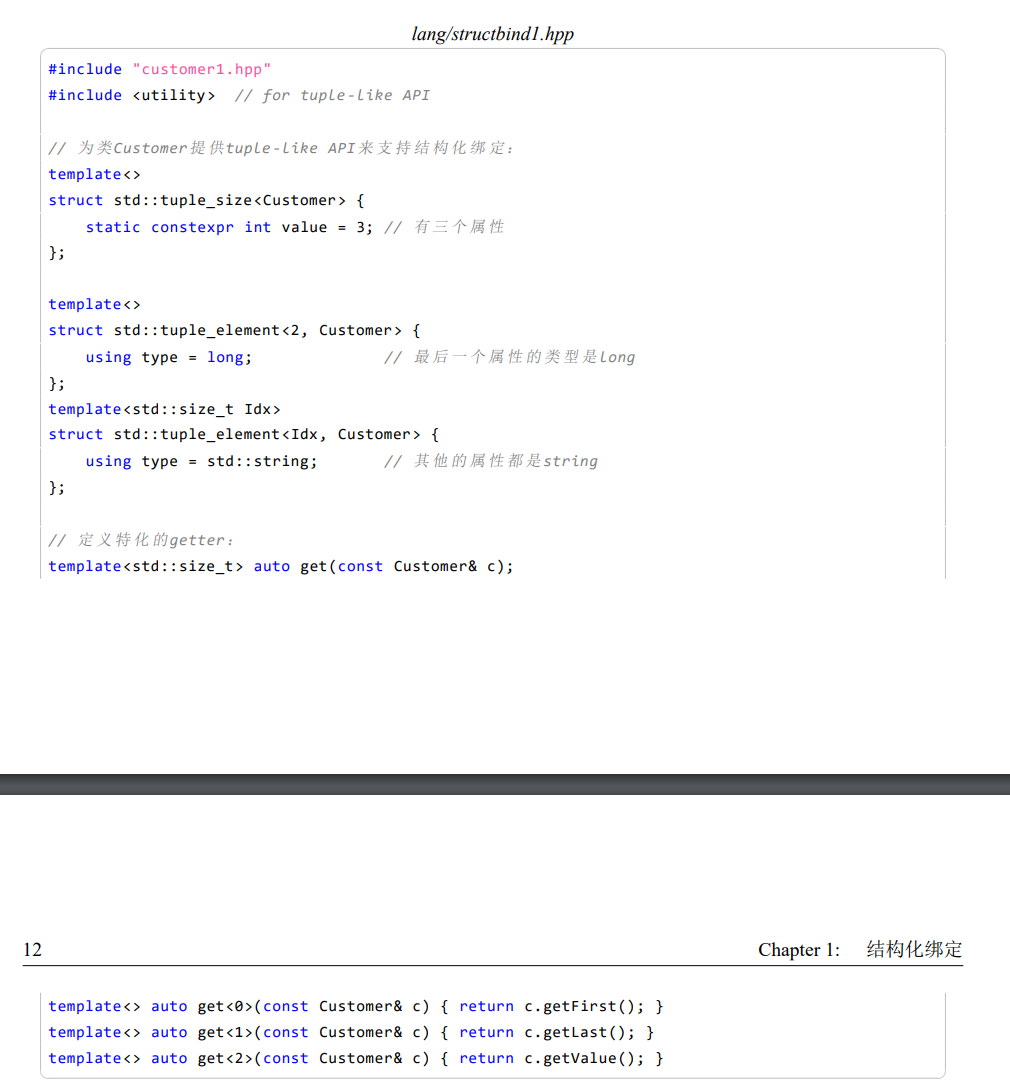 lang/structbind1.hpp
#include "customer1.hpp"
#include <utility>  // for tuple-like API
// 为类Customer提供tuple-like API来支持结构化绑定：
template<>
struct std::tuple_size<Customer> {
    static constexpr int value = 3; // 有三个属性
};
template<>
struct std::tuple_element<2, Customer> {
    using type = long;              // 最后一个属性的类型是long
};
template<std::size_t Idx>
struct std::tuple_element<Idx, Customer> {
    using type = std::string;       // 其他的属性都是string
};
// 定义特化的getter：
template<std::size_t> auto get(const Customer& c);
12 Chapter 1: 结构化绑定
template<> auto get<0>(const Customer& c) { return c.getFirst(); }
template<> auto get<1>(const Customer& c) { return c.getLast(); }
template<> auto get<2>(const Customer& c) { return c.getValue(); }